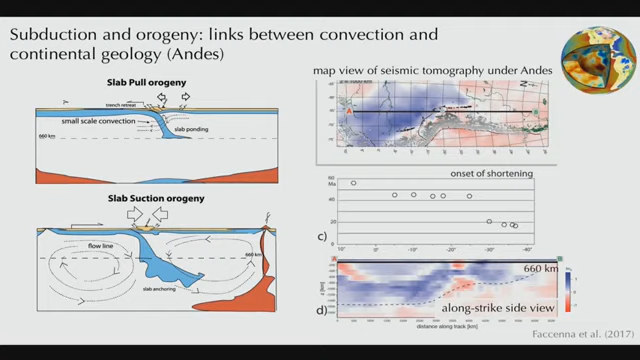 Subduction and orogeny: links between convection and
continental geology (Andes)
Slab Pull orogeny
trench retreat
small scale convection
slab ponding
660 km
Slab Suction orogeny
flow line
660 km
slab anchoring
map view of seismic tomography under Andes
A
B
onset of shortening
60
Ma
40
20
0
c)
10°
0°
-10°
-20°
-30°
-40°
A
B
660 km
d)
along-strike side view
distance along track [km]
Faccenna et al. (2017)